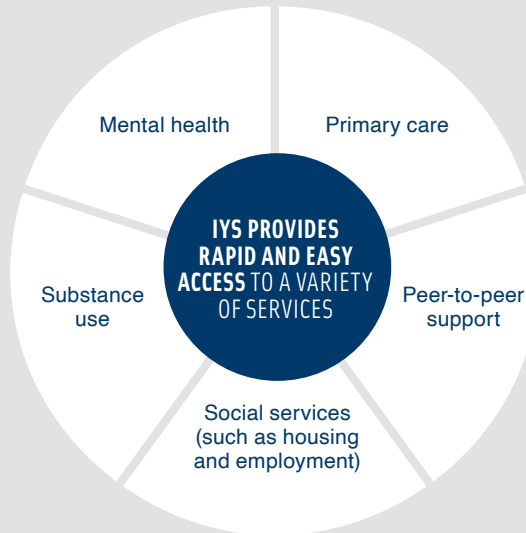 Mental health
Primary care
IYS PROVIDES
RAPID AND EASY
ACCESS TO A VARIETY
OF SERVICES
Substance
use
Peer-to-peer
support
Social services
(such as housing
and employment)